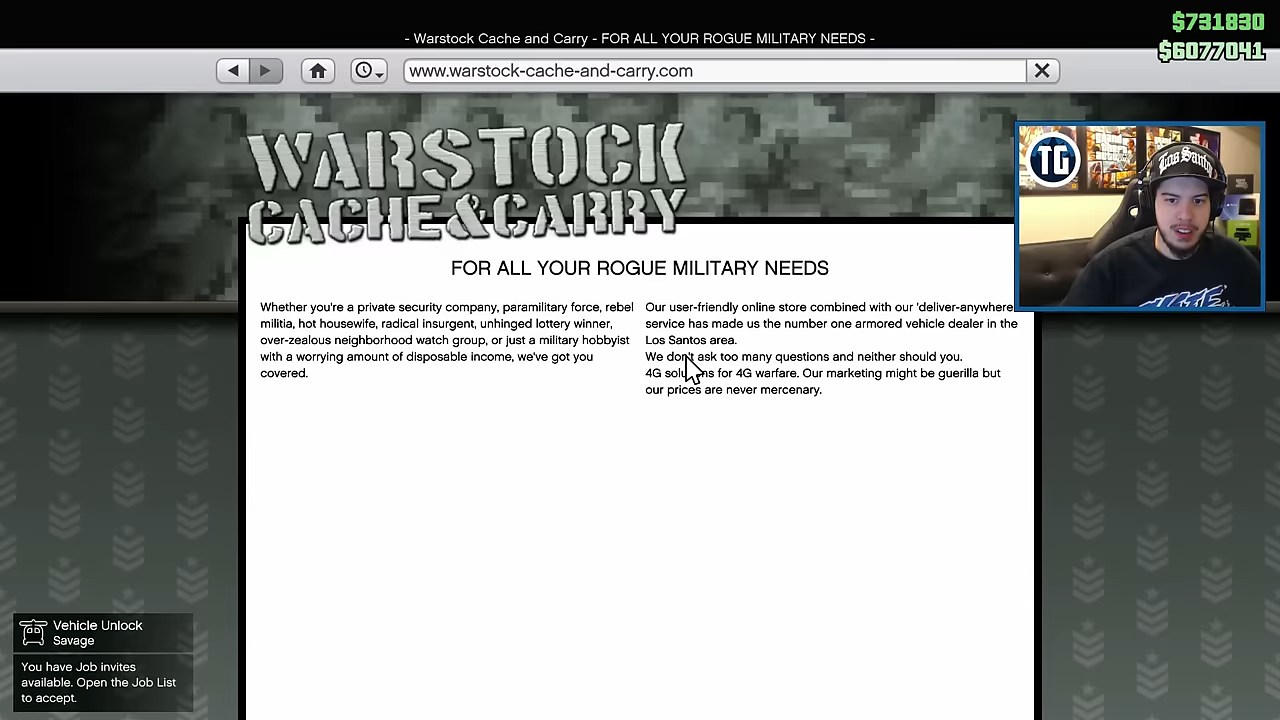 $731830
$6077041
- Warstock Cache and Carry - FOR ALL YOUR ROGUE MILITARY NEEDS -
www.warstock-cache-and-carry.com
WARSTOCK
CACHE&CARRY
TG
Los Santos
FOR ALL YOUR ROGUE MILITARY NEEDS
Whether you're a private security company, paramilitary force, rebel
militia, hot housewife, radical insurgent, unhinged lottery winner,
over-zealous neighborhood watch group, or just a military hobbyist
with a worrying amount of disposable income, we've got you
covered.
Our user-friendly online store combined with our 'deliver-anywhere
service has made us the number one armored vehicle dealer in the
Los Santos area.
We don't ask too many questions and neither should you.
4G solutions for 4G warfare. Our marketing might be guerilla but
our prices are never mercenary.
Vehicle Unlock
Savage
You have Job invites
available. Open the Job List
to accept.